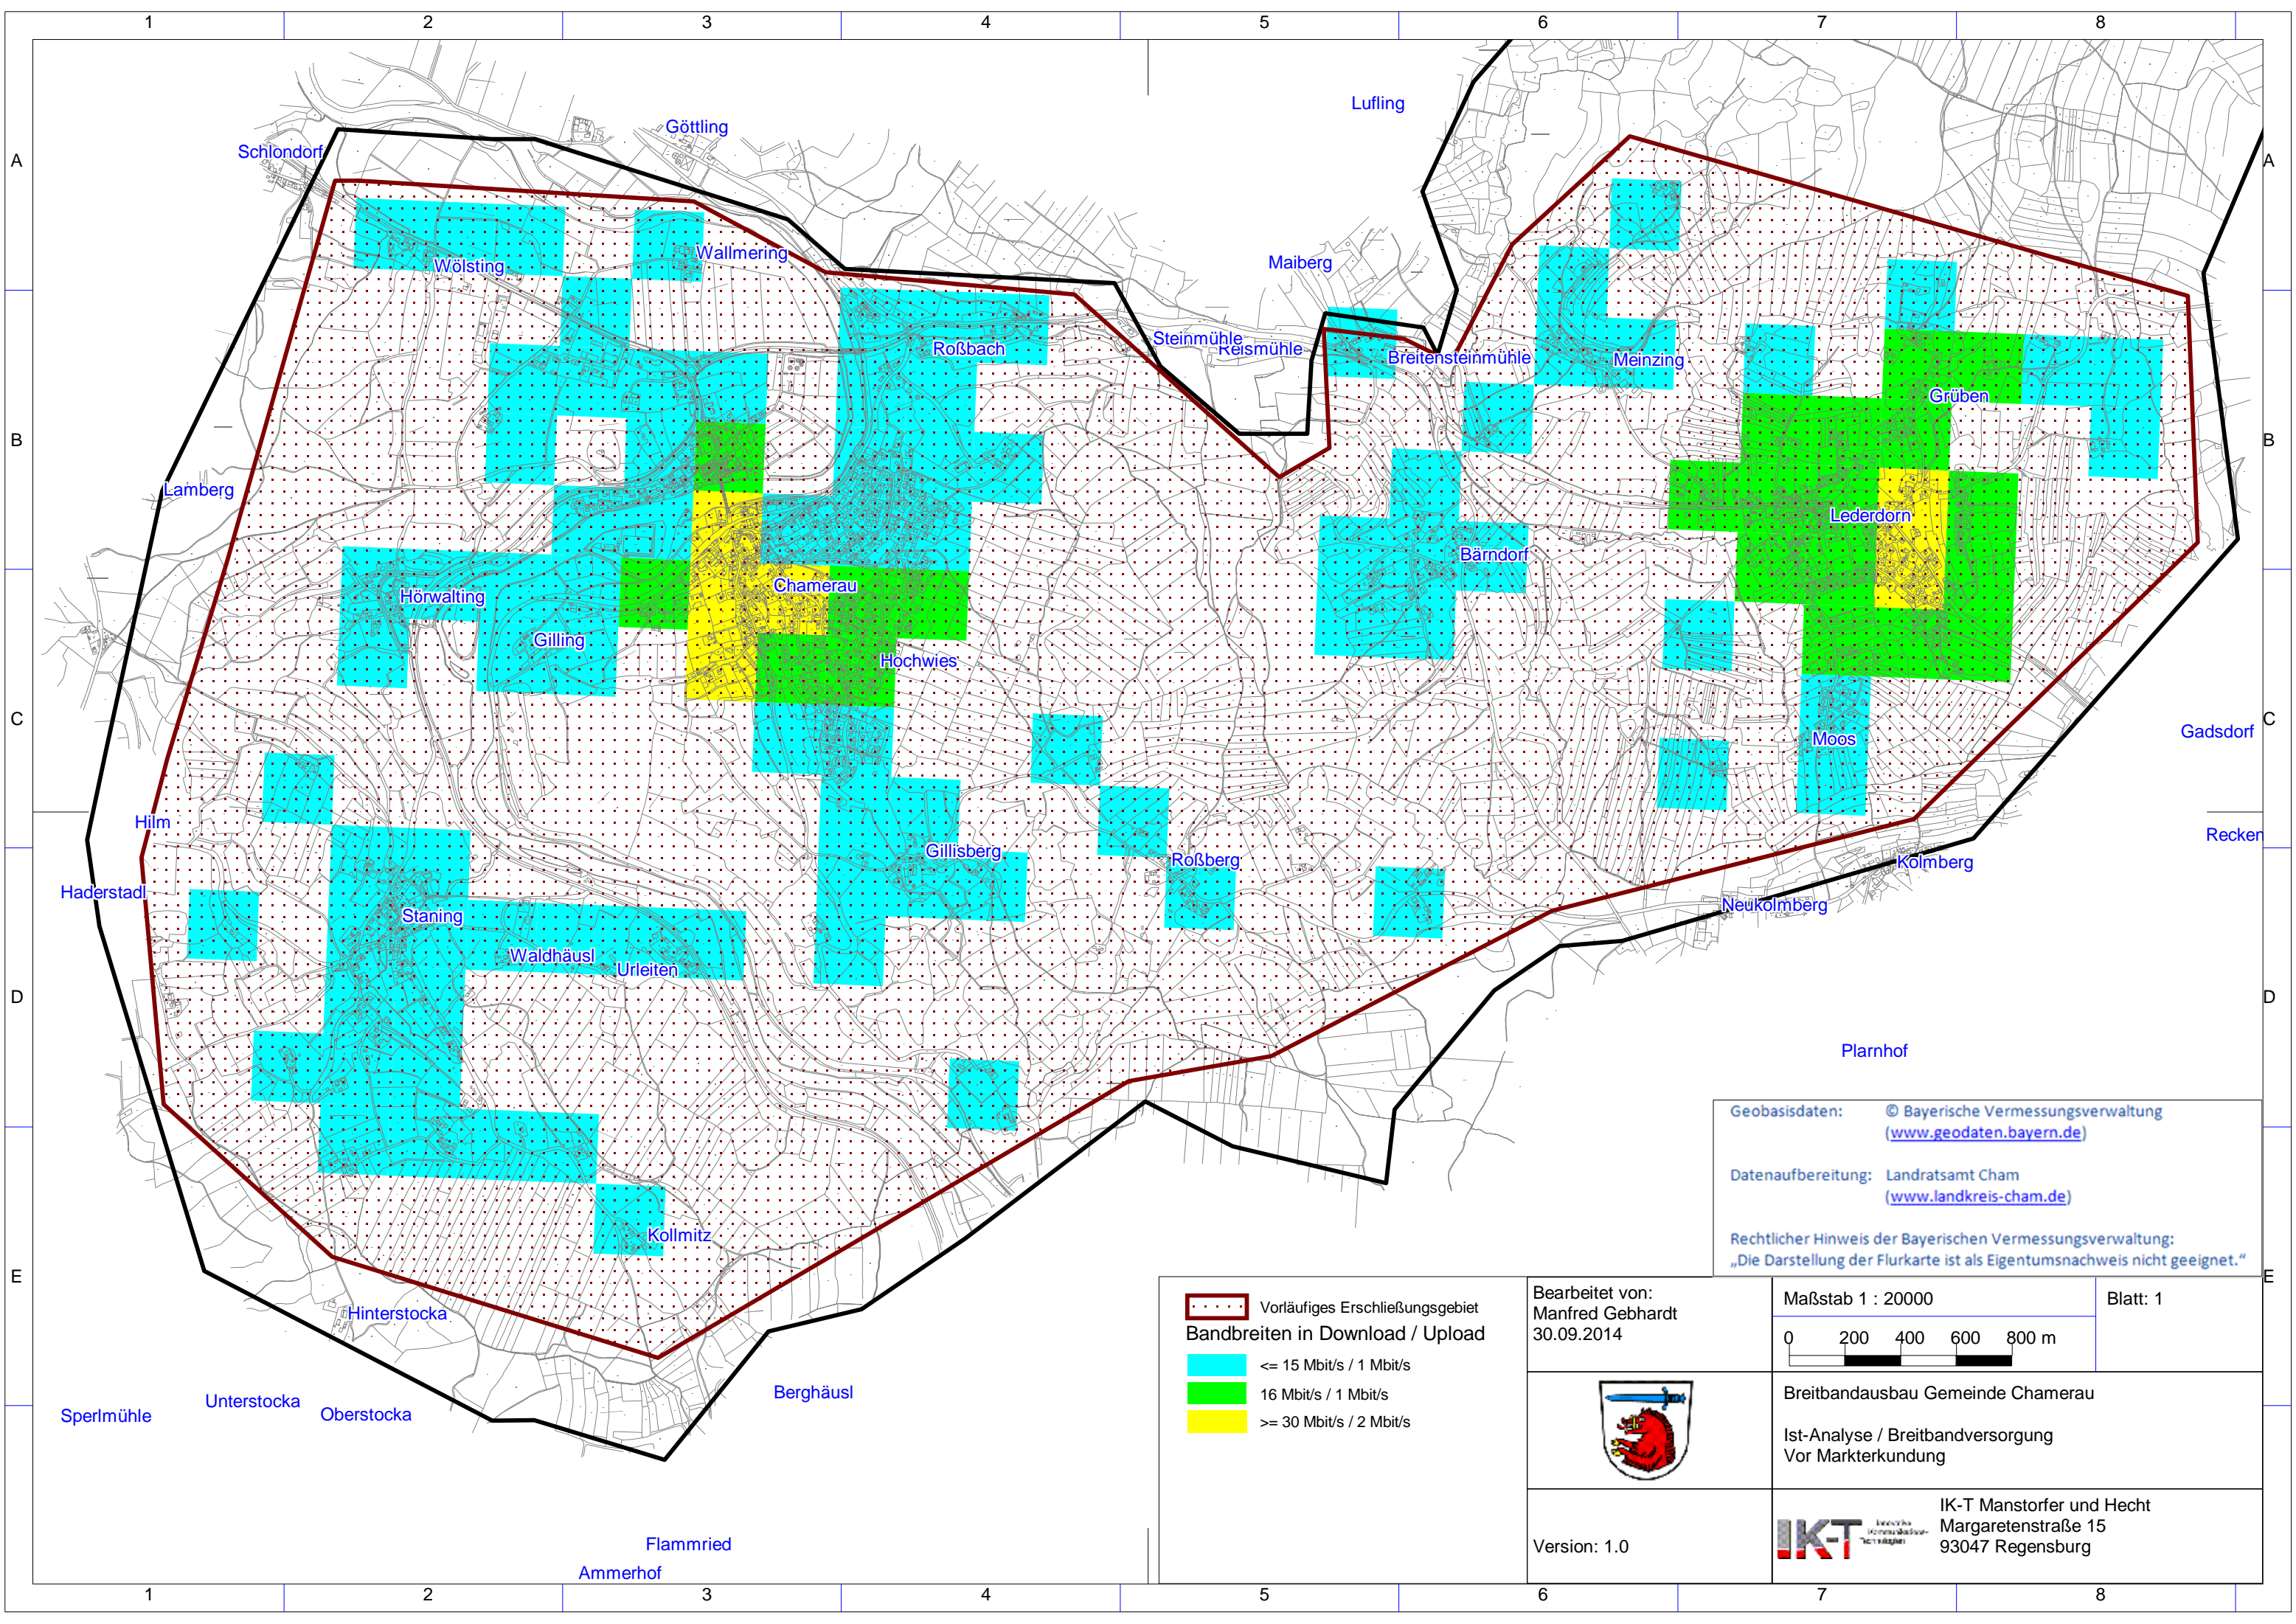 1 2 3 4 5 6 7 8
Lufling
Göttling
Schlondorf
A A
Wallmering
Wölsting
Maiberg
Steinmühle
Reismühle
Roßbach
Breitensteinmühle
Meinzing
Grüben
B B
Lamberg
Lederdorn
Bärndorf
Chamerau
Hörwalting
Gilling
Hochwies
C C
Gadsdorf
Moos
Hilm
Recken
Gillisberg
Roßberg
Kolmberg
Haderstadl
Neukolmberg
Staning
Waldhäusl
Urleiten
D D
Plarnhof
Geobasisdaten: © Bayerische Vermessungsverwaltung
(www.geodaten.bayern.de)
Datenaufbereitung: Landratsamt Cham
(www.landkreis-cham.de)
Rechtlicher Hinweis der Bayerischen Vermessungsverwaltung:
„Die Darstellung der Flurkarte ist als Eigentumsnachweis nicht geeignet.“
Kollmitz
E E
Hinterstocka
Berghäusl
Unterstocka
Oberstocka
Sperlmühle
Flammried
Ammerhof
Vorläufiges Erschließungsgebiet
Bandbreiten in Download / Upload
<= 15 Mbit/s / 1 Mbit/s
16 Mbit/s / 1 Mbit/s
>= 30 Mbit/s / 2 Mbit/s
Bearbeitet von:
Manfred Gebhardt
30.09.2014
Maßstab 1 : 20000
Blatt: 1
0 200 400 600 800 m
Breitbandausbau Gemeinde Chamerau
Ist-Analyse / Breitbandversorgung
Vor Markterkundung
Version: 1.0
IK-T
IK-T Manstorfer und Hecht
Margaretenstraße 15
93047 Regensburg
1 2 3 4 5 6 7 8